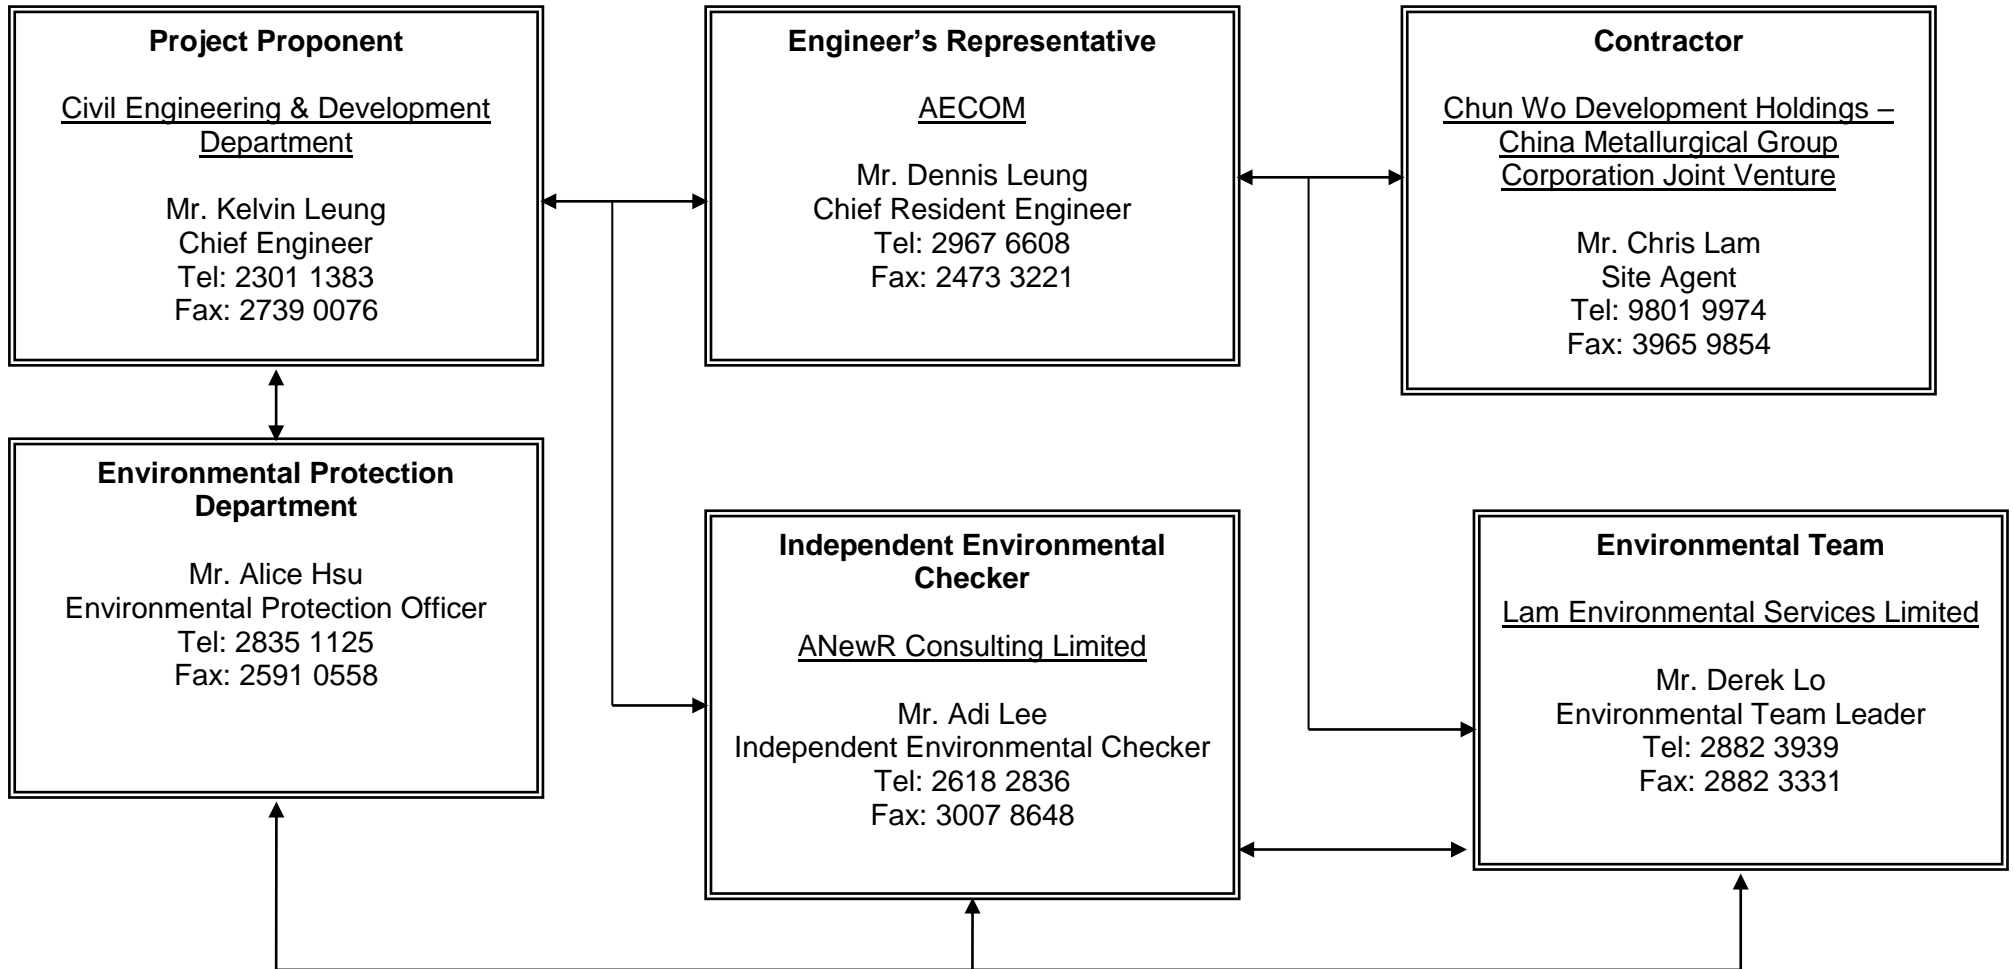 Project Proponent
Civil Engineering & Development
Department
Mr. Kelvin Leung
Chief Engineer
Tel: 2301 1383
Fax: 2739 0076
Engineer’s Representative
AECOM
Mr. Dennis Leung
Chief Resident Engineer
Tel: 2967 6608
Fax: 2473 3221
Contractor
Chun Wo Development Holdings –
China Metallurgical Group
Corporation Joint Venture
Mr. Chris Lam
Site Agent
Tel: 9801 9974
Fax: 3965 9854
Environmental Protection
Department
Mr. Alice Hsu
Environmental Protection Officer
Tel: 2835 1125
Fax: 2591 0558
Independent Environmental
Checker
ANewR Consulting Limited
Mr. Adi Lee
Independent Environmental Checker
Tel: 2618 2836
Fax: 3007 8648
Environmental Team
Lam Environmental Services Limited
Mr. Derek Lo
Environmental Team Leader
Tel: 2882 3939
Fax: 2882 3331